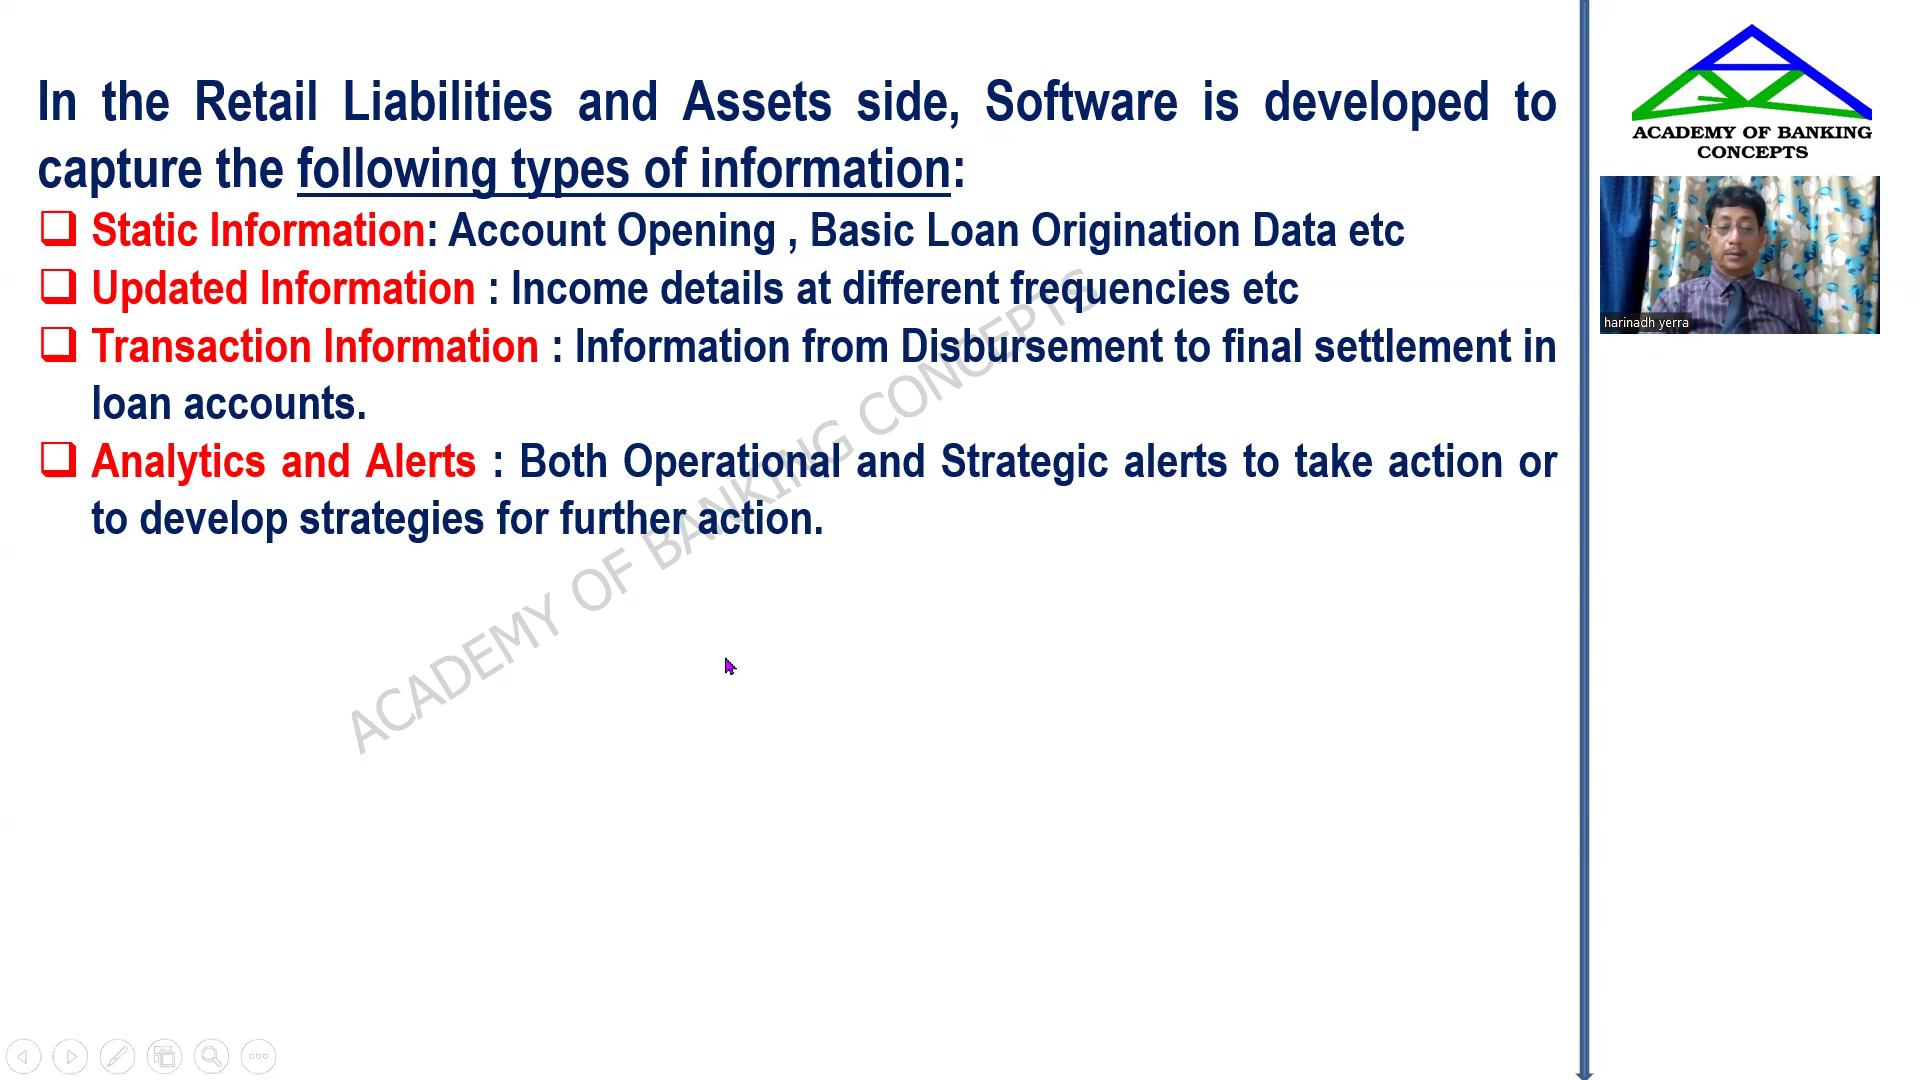 In the Retail Liabilities and Assets side, Software is developed to
capture the following types of information:
Static Information: Account Opening , Basic Loan Origination Data etc
Updated Information : Income details at different frequencies etc
Transaction Information : Information from Disbursement to final settlement in
loan accounts.
Analytics and Alerts : Both Operational and Strategic alerts to take action or
to develop strategies for further action.
ACADEMY OF BANKING CONCEPTS
ACADEMY OF BANKING
CONCEPTS
harinadh yerra